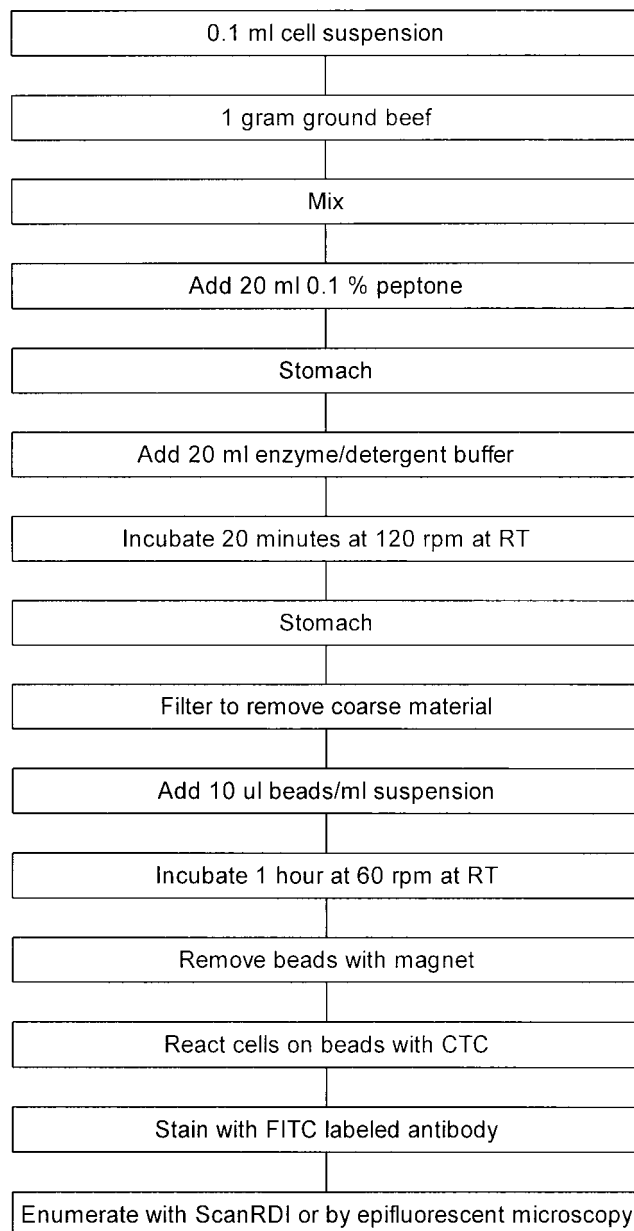 0.1 ml cell suspension
1 gram ground beef
Mix
Add 20 ml 0.1 % peptone
Stomach
Add 20 ml enzyme/detergent buffer
Incubate 20 minutes at 120 rpm at RT
Stomach
Filter to remove coarse material
Add 10 ul beads/ml suspension
Incubate 1 hour at 60 rpm at RT
Remove beads with magnet
React cells on beads with CTC
Stain with FITC labeled antibody
Enumerate with ScanRDI or by epifluorescent microscopy